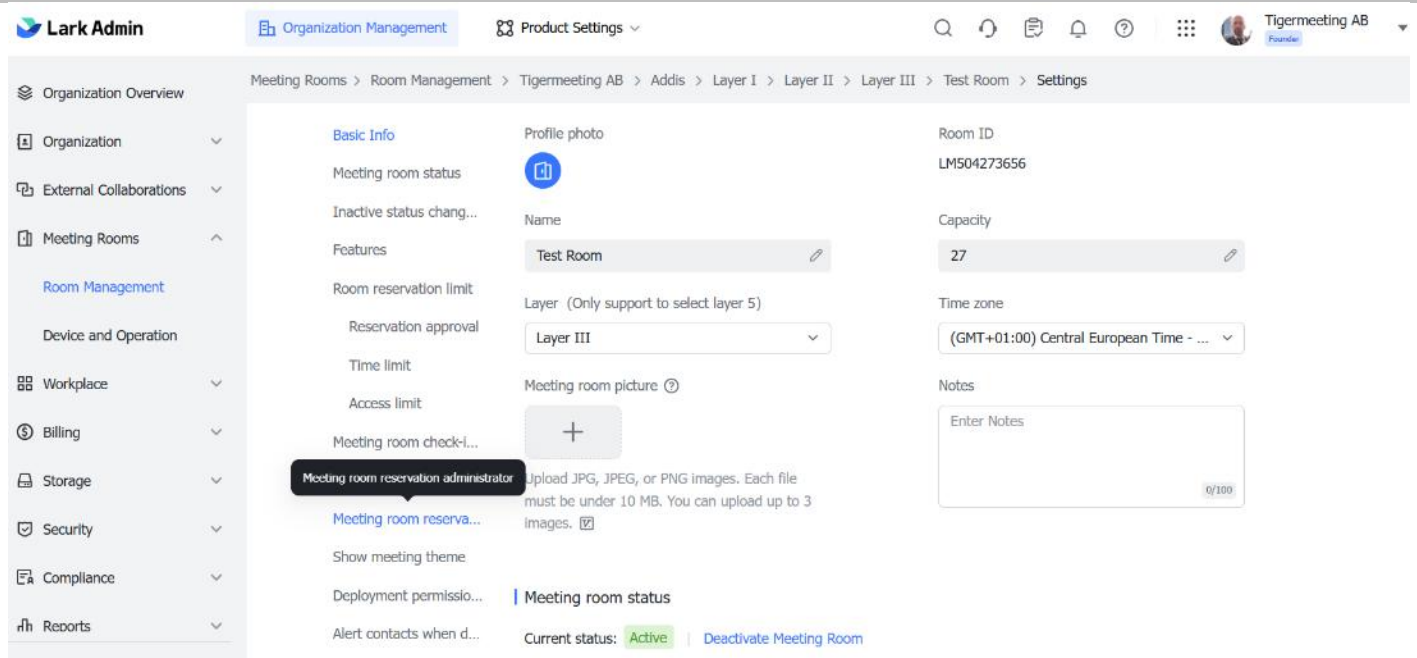 Lark Admin
Organization Management
Product Settings
Tigermeeting AB
Founder
Organization Overview
Organization
External Collaborations
Meeting Rooms
Room Management
Device and Operation
Workplace
Billing
Storage
Security
Compliance
Reports
Meeting Rooms > Room Management > Tigermeeting AB > Addis > Layer I > Layer II > Layer III > Test Room > Settings
Basic Info
Meeting room status
Inactive status chang...
Features
Room reservation limit
Reservation approval
Time limit
Access limit
Meeting room check-i...
Meeting room reservation administrator
Meeting room reserva...
Show meeting theme
Deployment permissio...
Alert contacts when d...
Profile photo
Room ID
LM504273656
Name
Test Room
Capacity
27
Layer (Only support to select layer 5)
Layer III
Time zone
(GMT+01:00) Central European Time - ...
Meeting room picture
Upload JPG, JPEG, or PNG images. Each file
must be under 10 MB. You can upload up to 3
images.
Notes
Enter Notes
0/100
Meeting room status
Current status: Active
Deactivate Meeting Room